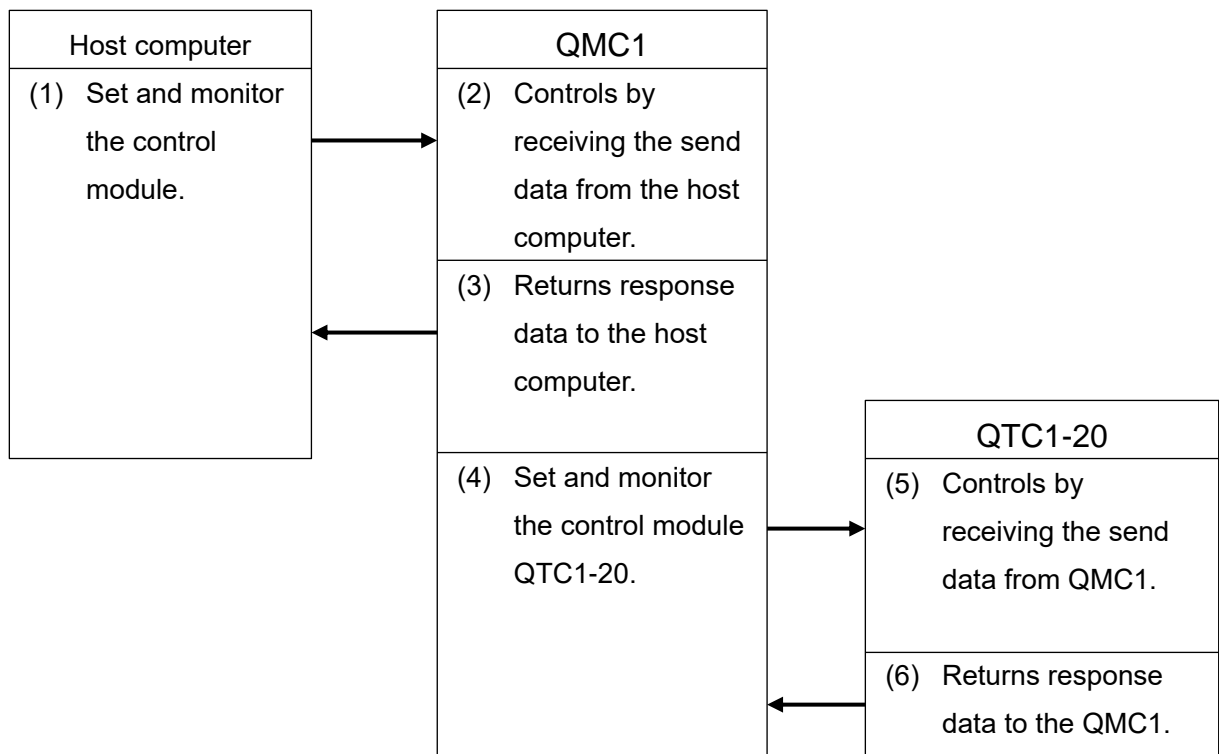 Host computer
(1) Set and monitor
the control
module.
QMC1
(2) Controls by
receiving the send
data from the host
computer.
(3) Returns response
data to the host
computer.
(4) Set and monitor
the control module
QTC1-20.
QTC1-20
(5) Controls by
receiving the send
data from QMC1.
(6) Returns response
data to the QMC1.